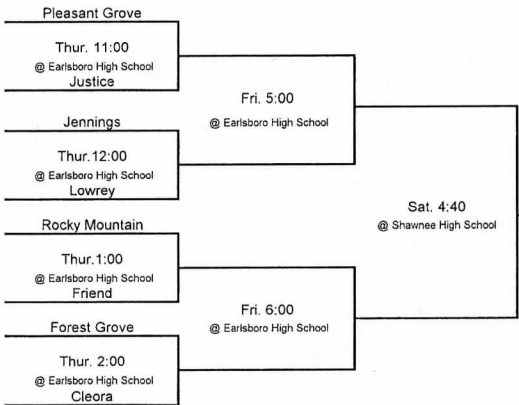 Pleasant Grove
Thur. 11:00
@ Earlsboro High School
Justice
Fri. 5:00
@ Earlsboro High School
Jennings
Thur.12:00
@ Earlsboro High School
Lowrey
Sat. 4:40
@ Shawnee High School
Rocky Mountain
Thur.1:00
@ Earlsboro High School
Friend
Fri. 6:00
@ Earlsboro High School
Forest Grove
Thur. 2:00
@ Earlsboro High School
Cleora